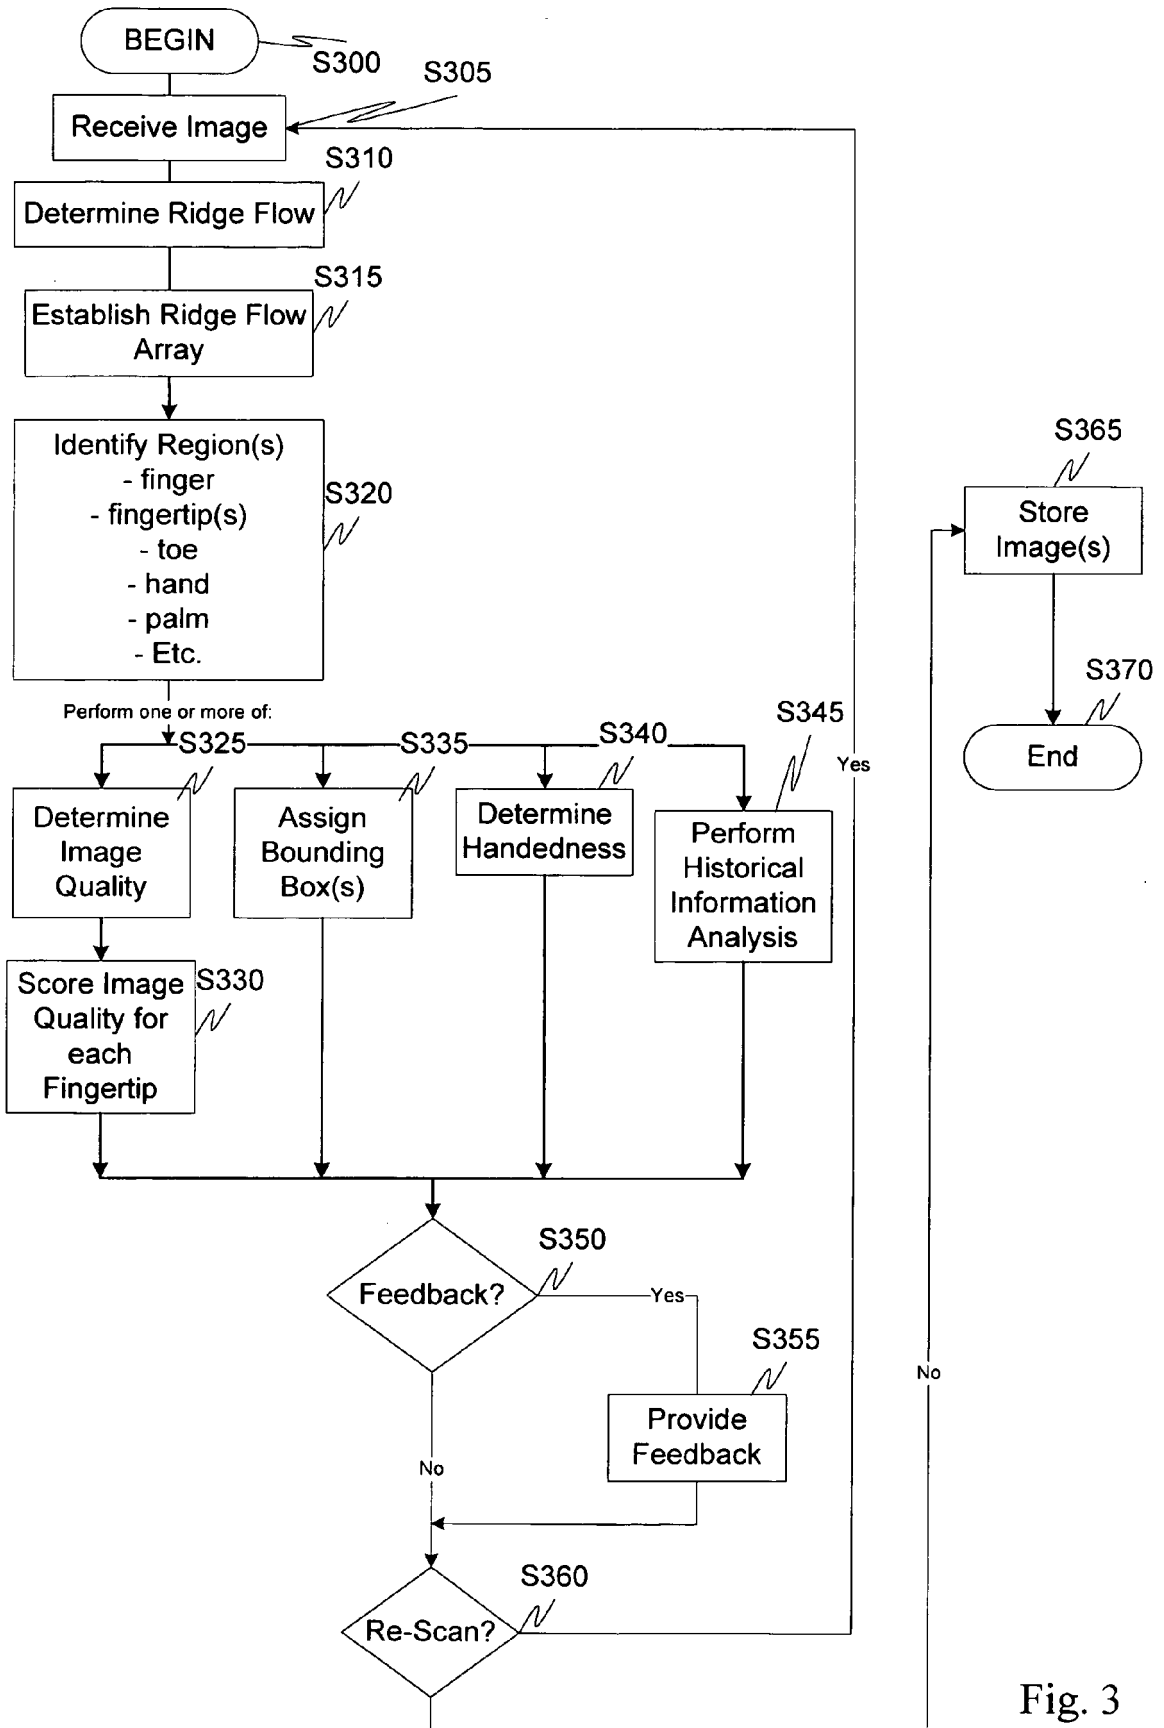 BEGIN
S300
S305
Receive Image
S310
Determine Ridge Flow
S315
Establish Ridge Flow
Array
Identify Region(s)
- finger
- fingertip(s)
- toe
- hand
- palm
- Etc.
S320
Perform one or more of:
S325
Determine
Image
Quality
S335
Assign
Bounding
Box(s)
S340
Determine
Handedness
S345
Perform
Historical
Information
Analysis
S330
Score Image
Quality for
each
Fingertip
S350
Feedback?
Yes
S355
Provide
Feedback
No
S360
Re-Scan?
Yes
No
S365
Store
Image(s)
S370
End
Fig. 3